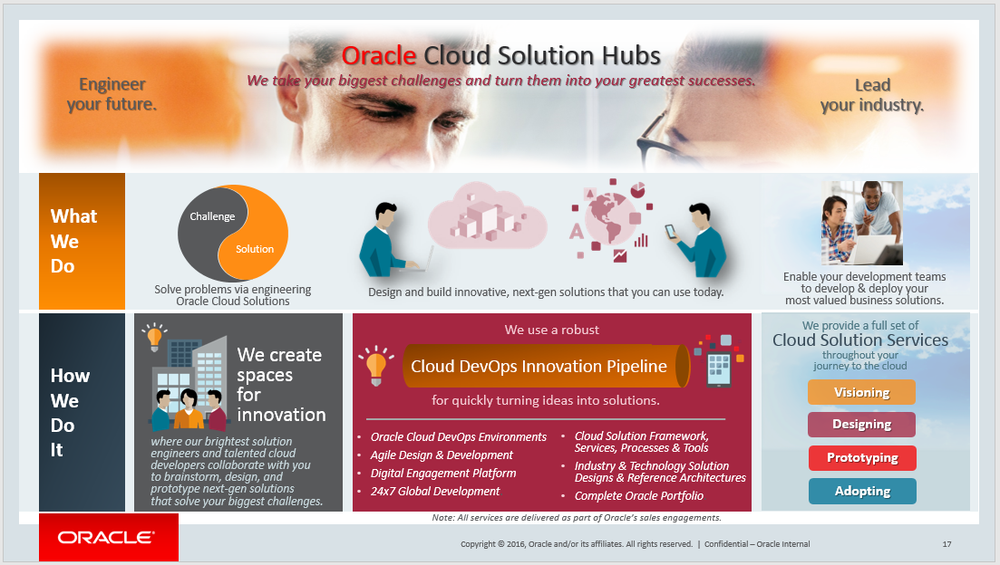 Oracle Cloud Solution Hubs
We take your biggest challenges and turn them into your greatest successes.
Engineer
your future.
Lead
your industry.
What
We
Do
Challenge
Solution
Solve problems via engineering
Oracle Cloud Solutions
A
Design and build innovative, next-gen solutions that you can use today.
Enable your development teams
to develop & deploy your
most valued business solutions.
How
We
Do
It
We create
spaces
for
innovation
where our brightest solution
engineers and talented cloud
developers collaborate with you
to brainstorm, design, and
prototype next-gen solutions
that solve your biggest challenges.
We use a robust
Cloud DevOps Innovation Pipeline
for quickly turning ideas into solutions.
• Oracle Cloud DevOps Environments
• Agile Design & Development
• Digital Engagement Platform
• 24x7 Global Development
• Cloud Solution Framework,
Services, Processes & Tools
• Industry & Technology Solution
Designs & Reference Architectures
• Complete Oracle Portfolio
We provide a full set of
Cloud Solution Services
throughout your
journey to the cloud
Visioning
Designing
Prototyping
Adopting
Note: All services are delivered as part of Oracle's sales engagements.
ORACLE®
Copyright © 2016, Oracle and/or its affiliates. All rights reserved. | Confidential – Oracle Internal
17